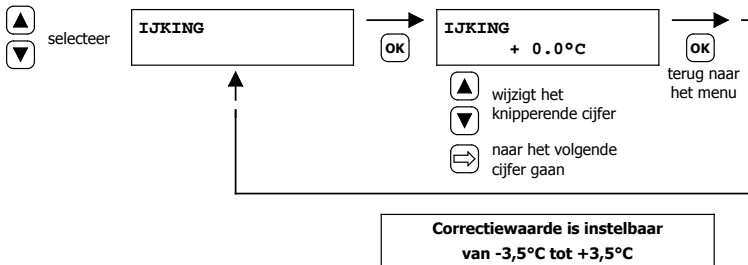 selecteer
IJKING
OK
IJKING
+ 0.0°C
OK
terug naar
het menu
wijzigt het
knipperende cijfer
naar het volgende
cijfer gaan
Correctiewaarde is instelbaar
van -3,5°C tot +3,5°C